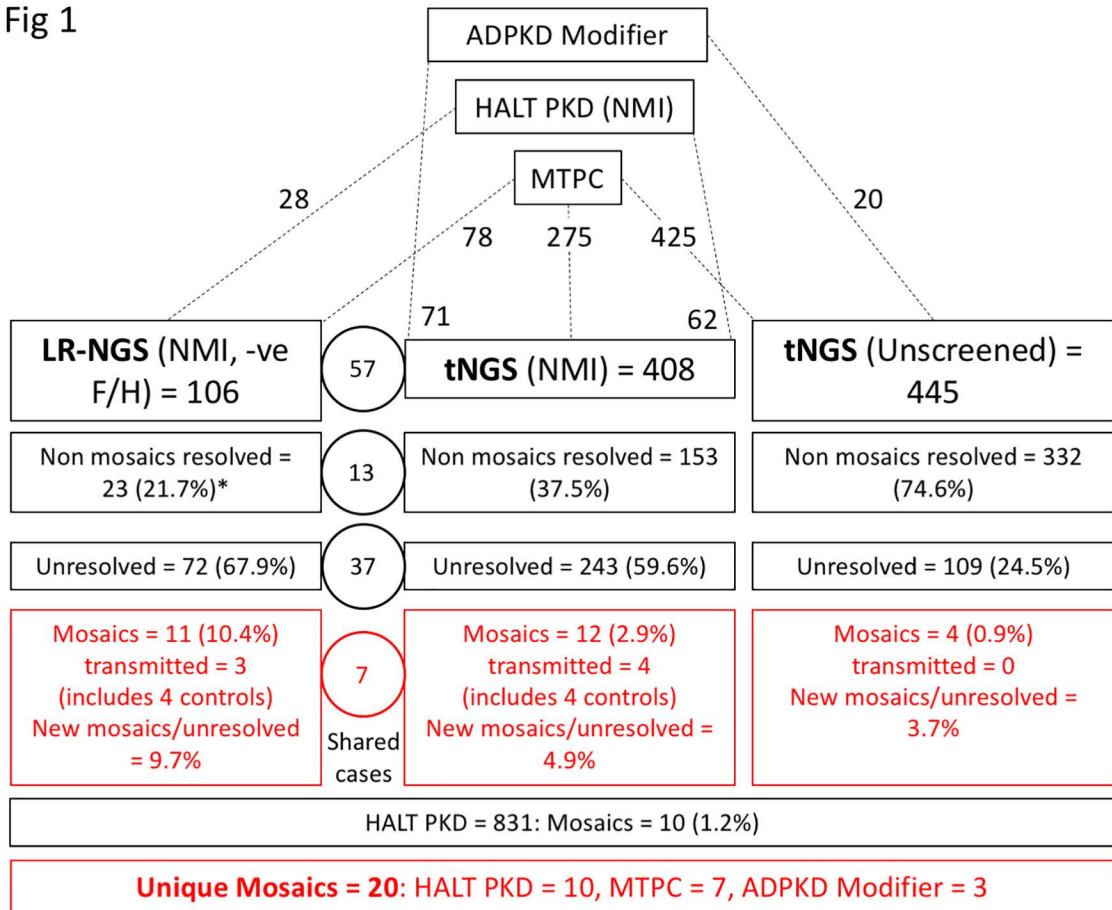 Fig 1
ADPKD Modifier
HALT PKD (NMI)
MTPC
28
20
78
275
425
71
62
LR-NGS (NMI, -ve
F/H) = 106
57
tNGS (NMI) = 408
tNGS (Unscreened) =
445
Non mosaics resolved =
23 (21.7%)*
13
Non mosaics resolved = 153
(37.5%)
Non mosaics resolved = 332
(74.6%)
Unresolved = 72 (67.9%)
37
Unresolved = 243 (59.6%)
Unresolved = 109 (24.5%)
Mosaics = 11 (10.4%)
transmitted = 3
(includes 4 controls)
New mosaics/unresolved
= 9.7%
7
Shared
cases
Mosaics = 12 (2.9%)
transmitted = 4
(includes 4 controls)
New mosaics/unresolved =
4.9%
Mosaics = 4 (0.9%)
transmitted = 0
New mosaics/unresolved =
3.7%
HALT PKD = 831: Mosaics = 10 (1.2%)
Unique Mosaics = 20: HALT PKD = 10, MTPC = 7, ADPKD Modifier = 3